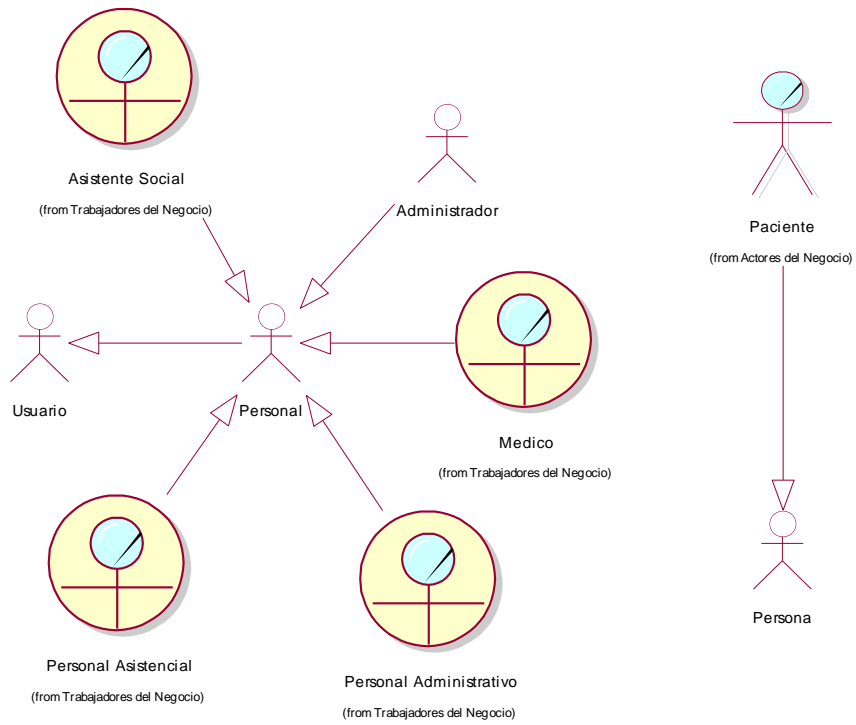 Asistente Social
(from Trabajadores del Negocio)
Administrador
Paciente
(from Actores del Negocio)
Usuario
Personal
Medico
(from Trabajadores del Negocio)
Persona
Personal Asistencial
(from Trabajadores del Negocio)
Personal Administrativo
(from Trabajadores del Negocio)